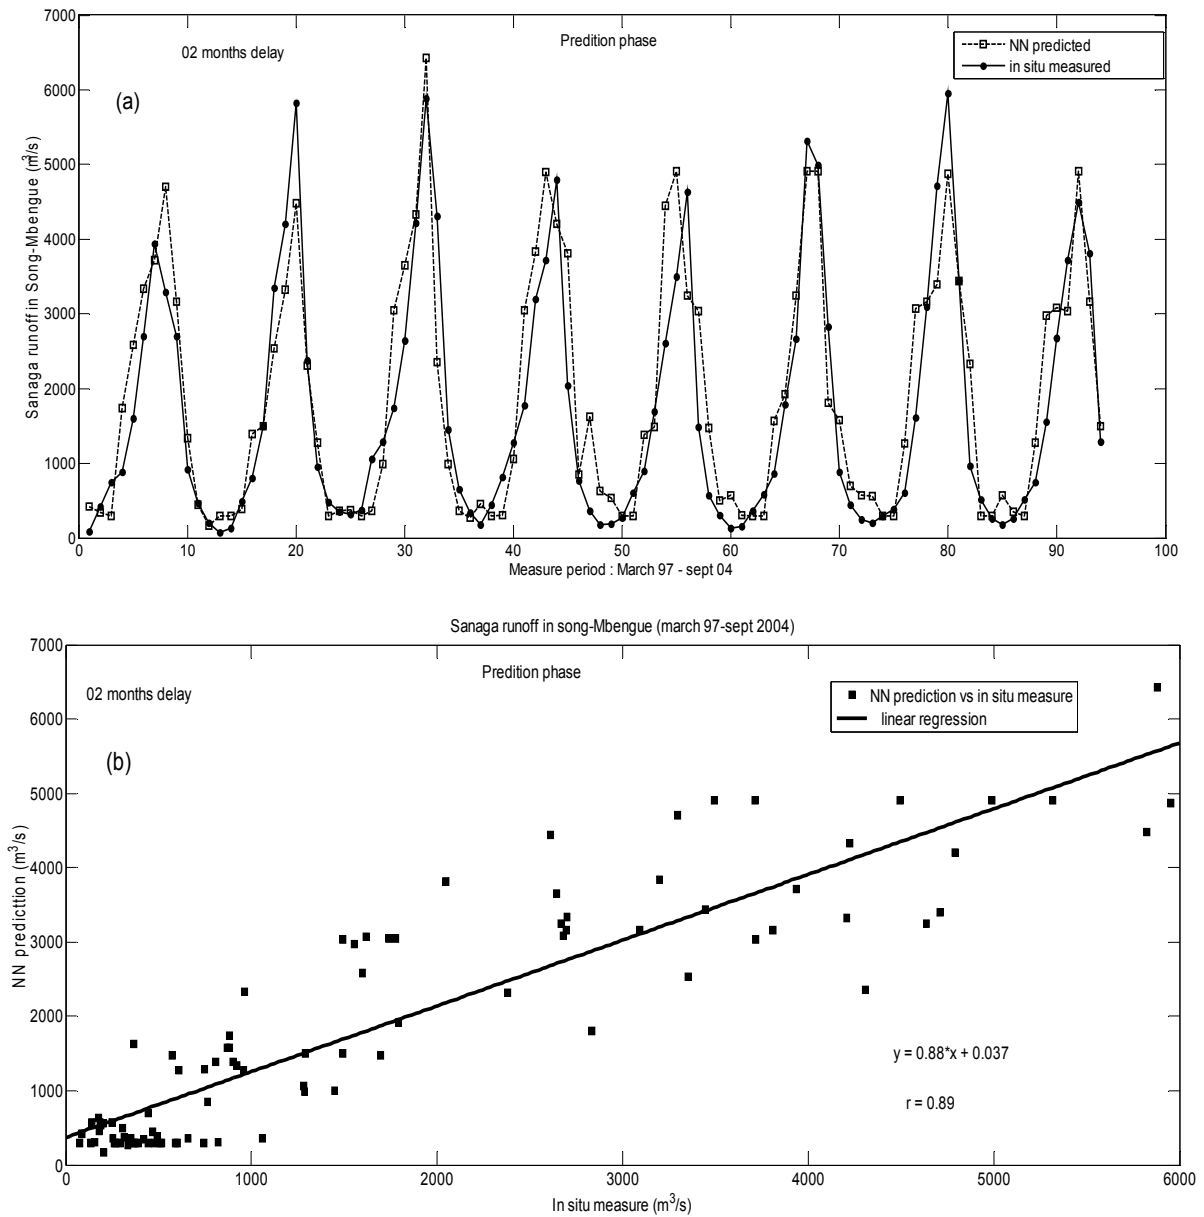 7000
6000
5000
4000
3000
2000
1000
0
Sanaga runoff in Song-Mbengue (m³/s)
02 months delay
Predition phase
NN predicted
in situ measured
(a)
0 10 20 30 40 50 60 70 80 90 100
Measure period : March 97 - sept 04
Sanaga runoff in song-Mbengue (march 97-sept 2004)
7000
6000
5000
4000
3000
2000
1000
0
NN predicttion (m³/s)
Predition phase
02 months delay
NN prediction vs in situ measure
linear regression
(b)
y = 0.88*x + 0.037
r = 0.89
0 1000 2000 3000 4000 5000 6000
In situ measure (m³/s)